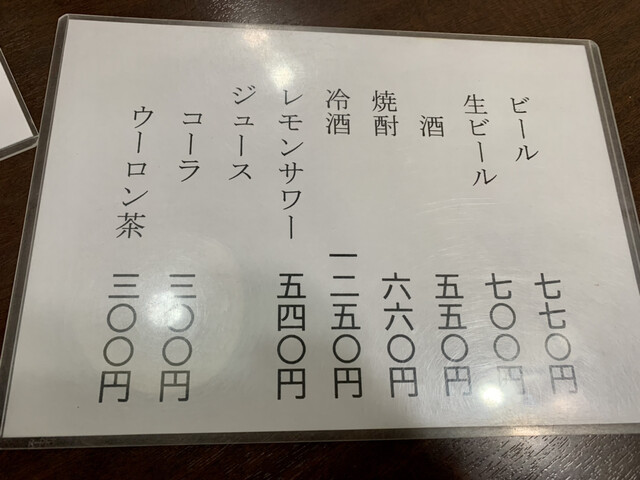 ビール 七七〇円
生ビール 七〇〇円
酒 五五〇円
焼酎 六六〇円
冷酒 一二五〇円
レモンサワー 五四〇円
ジュース
コーラ 三〇〇円
ウーロン茶 三〇〇円